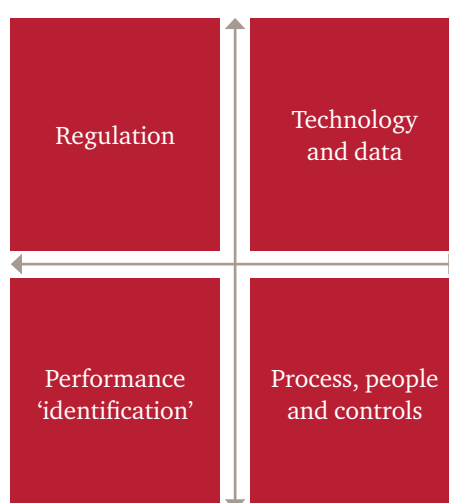 Regulation
Technology
and data
Performance
‘identification’
Process, people
and controls